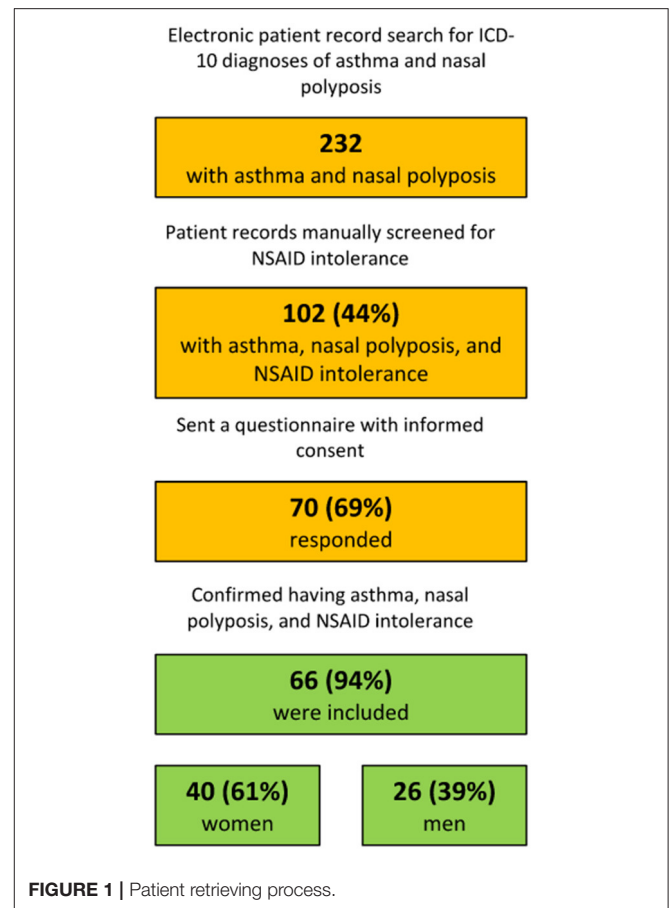 Electronic patient record search for ICD-
10 diagnoses of asthma and nasal
polyposis
232
with asthma and nasal polyposis
Patient records manually screened for
NSAID intolerance
102 (44%)
with asthma, nasal polyposis, and
NSAID intolerance
Sent a questionnaire with informed
consent
70 (69%)
responded
Confirmed having asthma, nasal
polyposis, and NSAID intolerance
66 (94%)
were included
40 (61%)
women
26 (39%)
men
FIGURE 1 | Patient retrieving process.